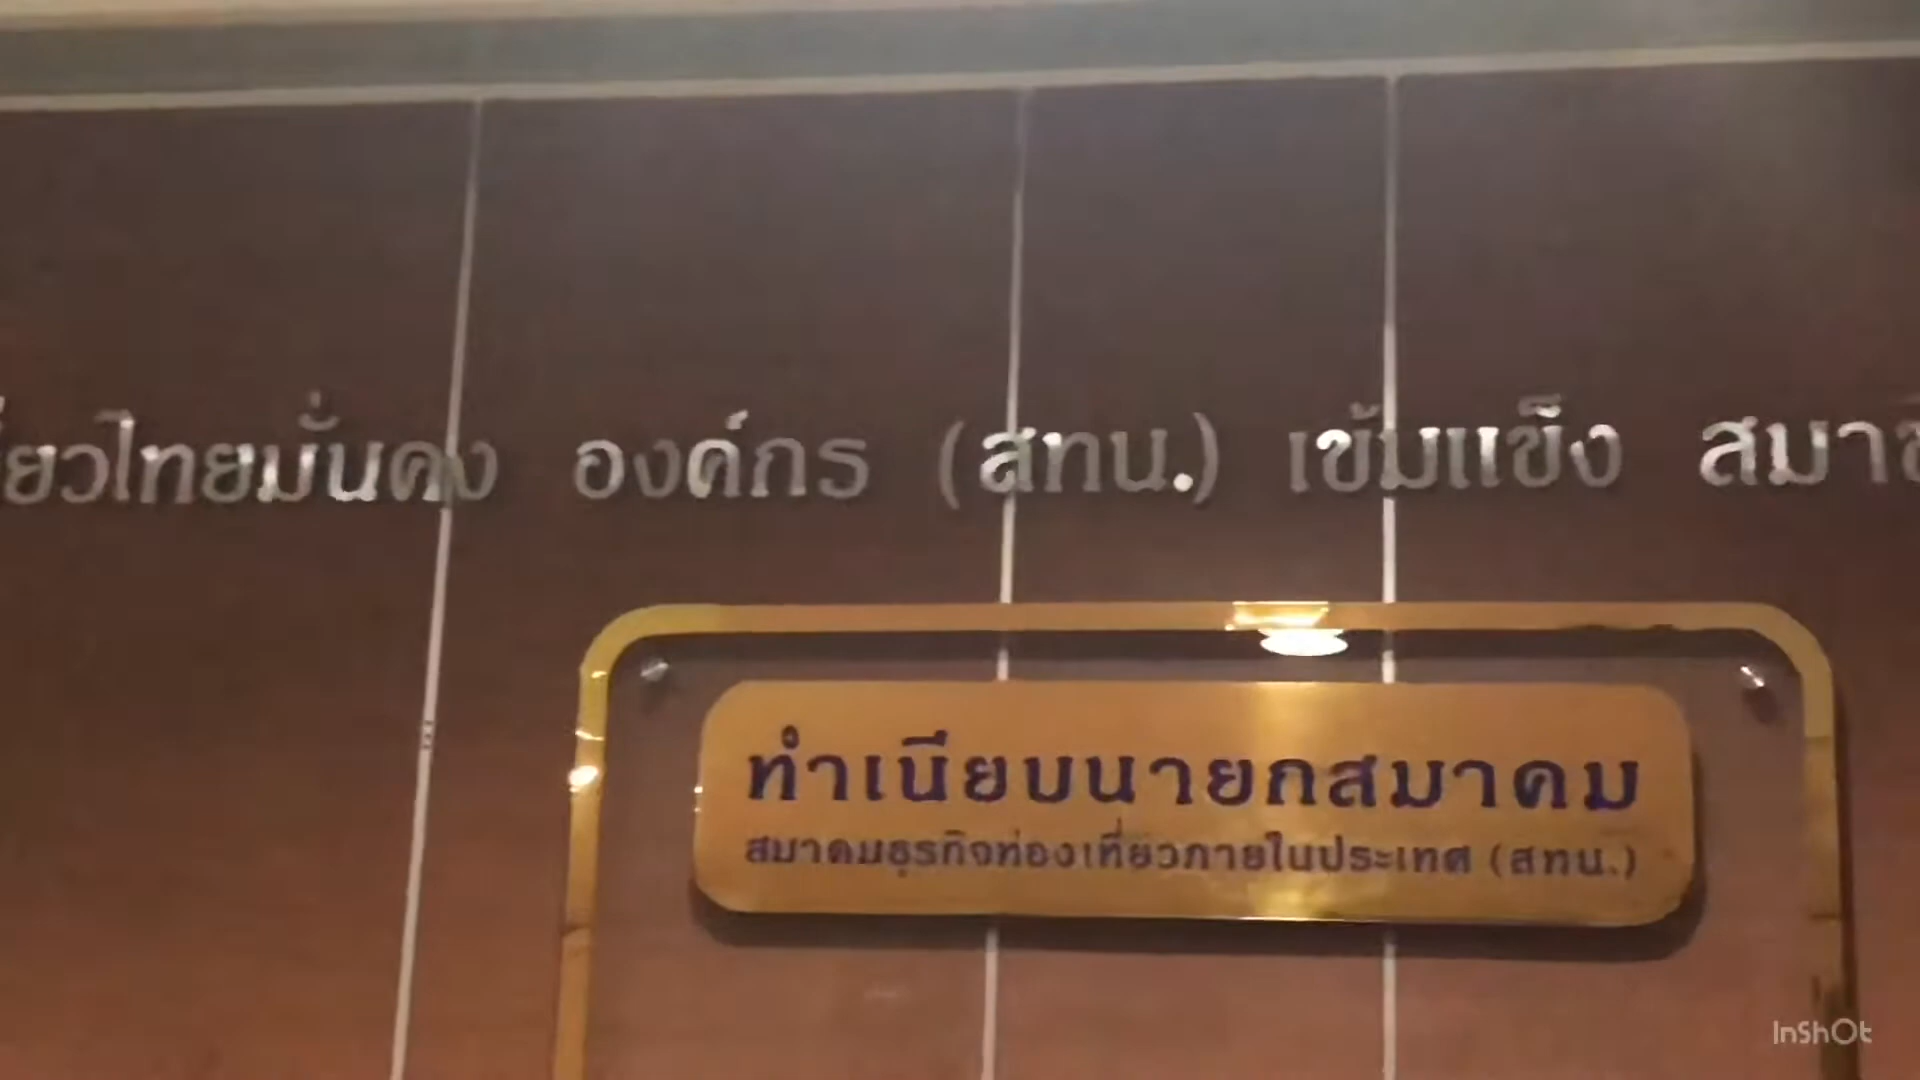 ยวไทยมั่นคง องค์กร (สทน.) เข้มแข็ง
ทำเนียบนายกสมาคม
สมาคมธุรกิจท่องเที่ยวภายในประเทศ (สทน.)
InShOt